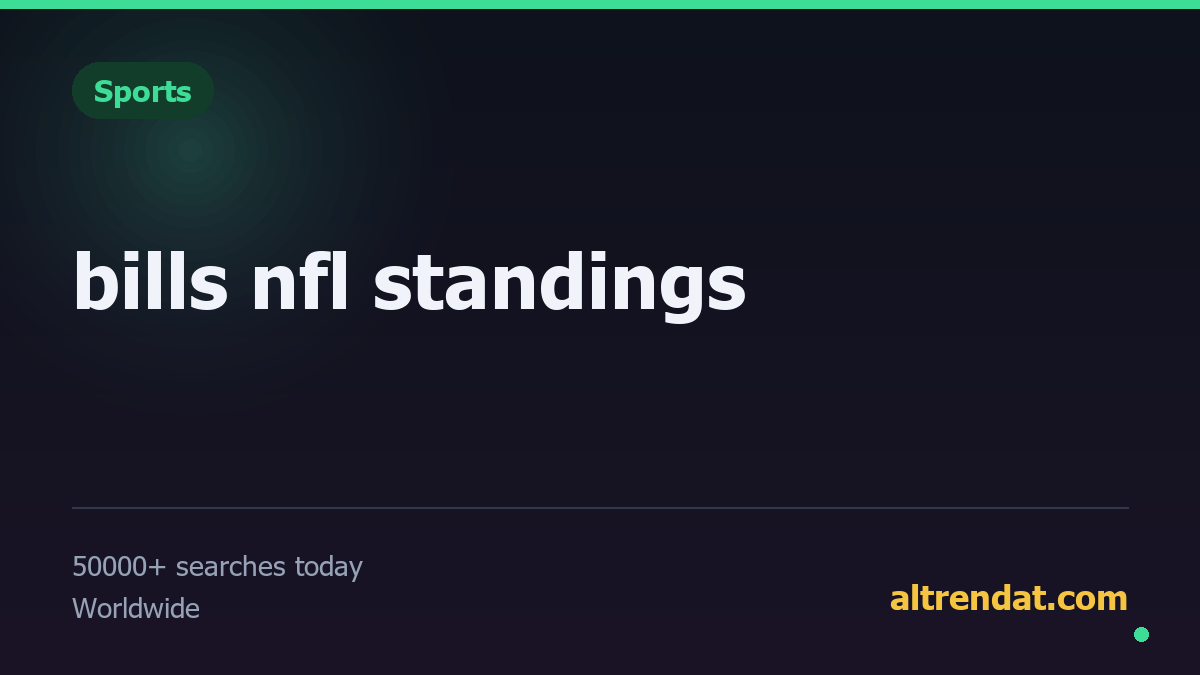 Sports
bills nfl standings
50000+ searches today
Worldwide
altrendat.com